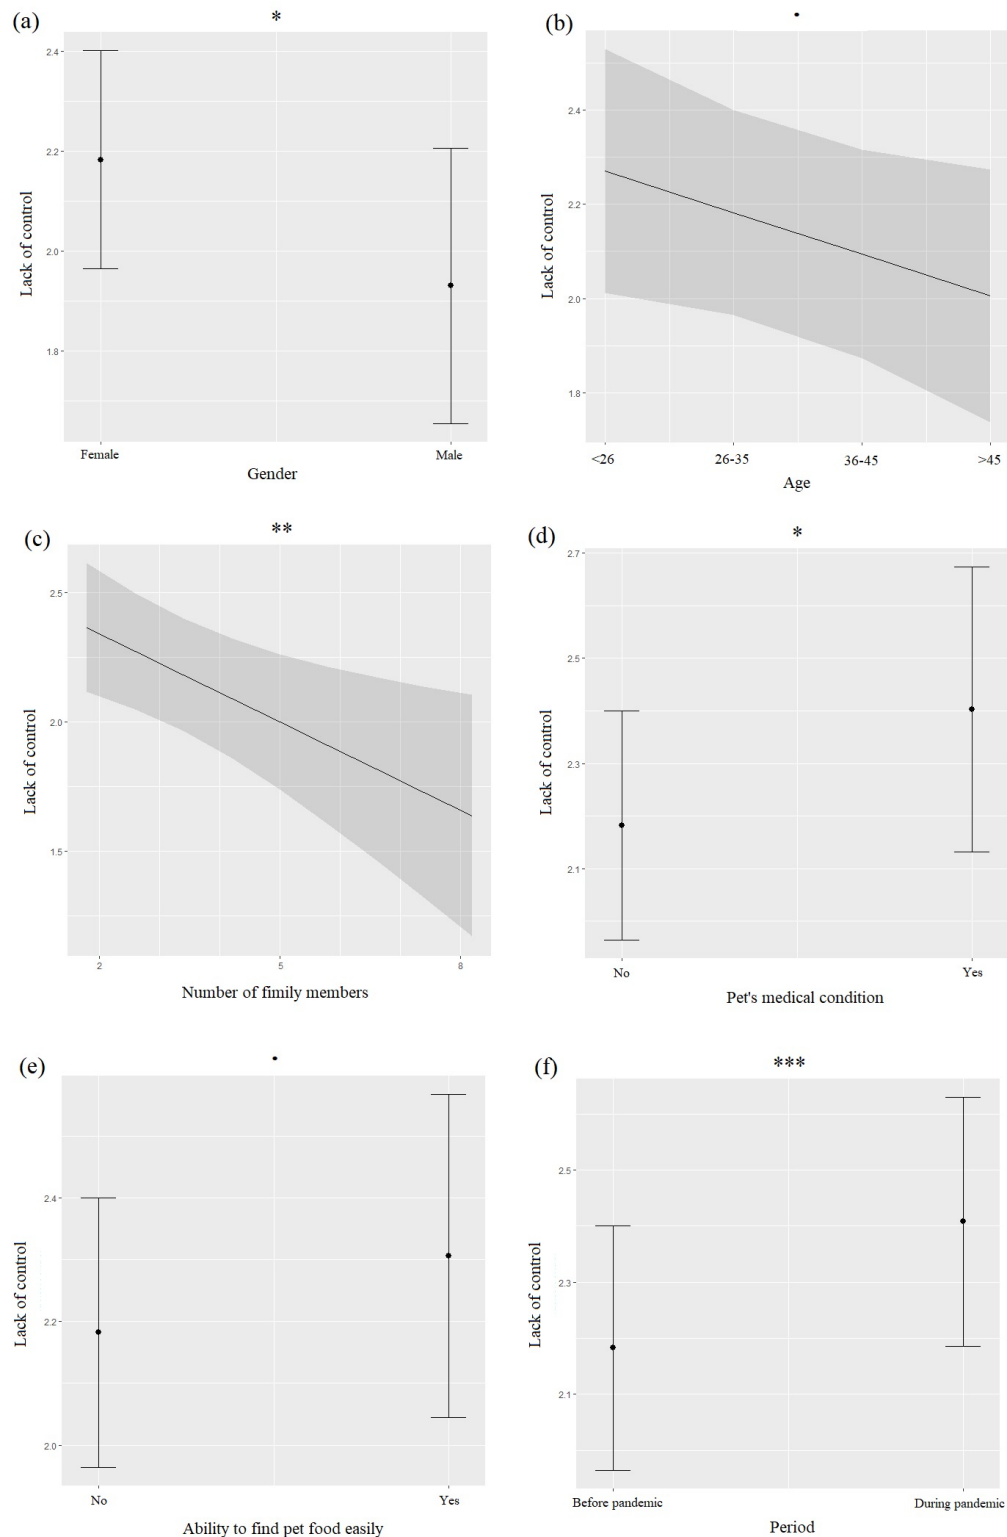 (a)
*
2.4
2.2
2.0
1.8
Lack of control
Female
Male
Gender
(b)
•
2.4
2.2
2.0
1.8
Lack of control
<26
26-35
36-45
>45
Age
(c)
**
2.5
2.0
1.5
Lack of control
2
5
8
Number of fimily members
(d)
*
2.7
2.5
2.3
2.1
Lack of control
No
Yes
Pet's medical condition
(e)
•
2.4
2.2
2.0
Lack of control
No
Yes
Ability to find pet food easily
(f)
***
2.5
2.3
2.1
Lack of control
Before pandemic
During pandemic
Period